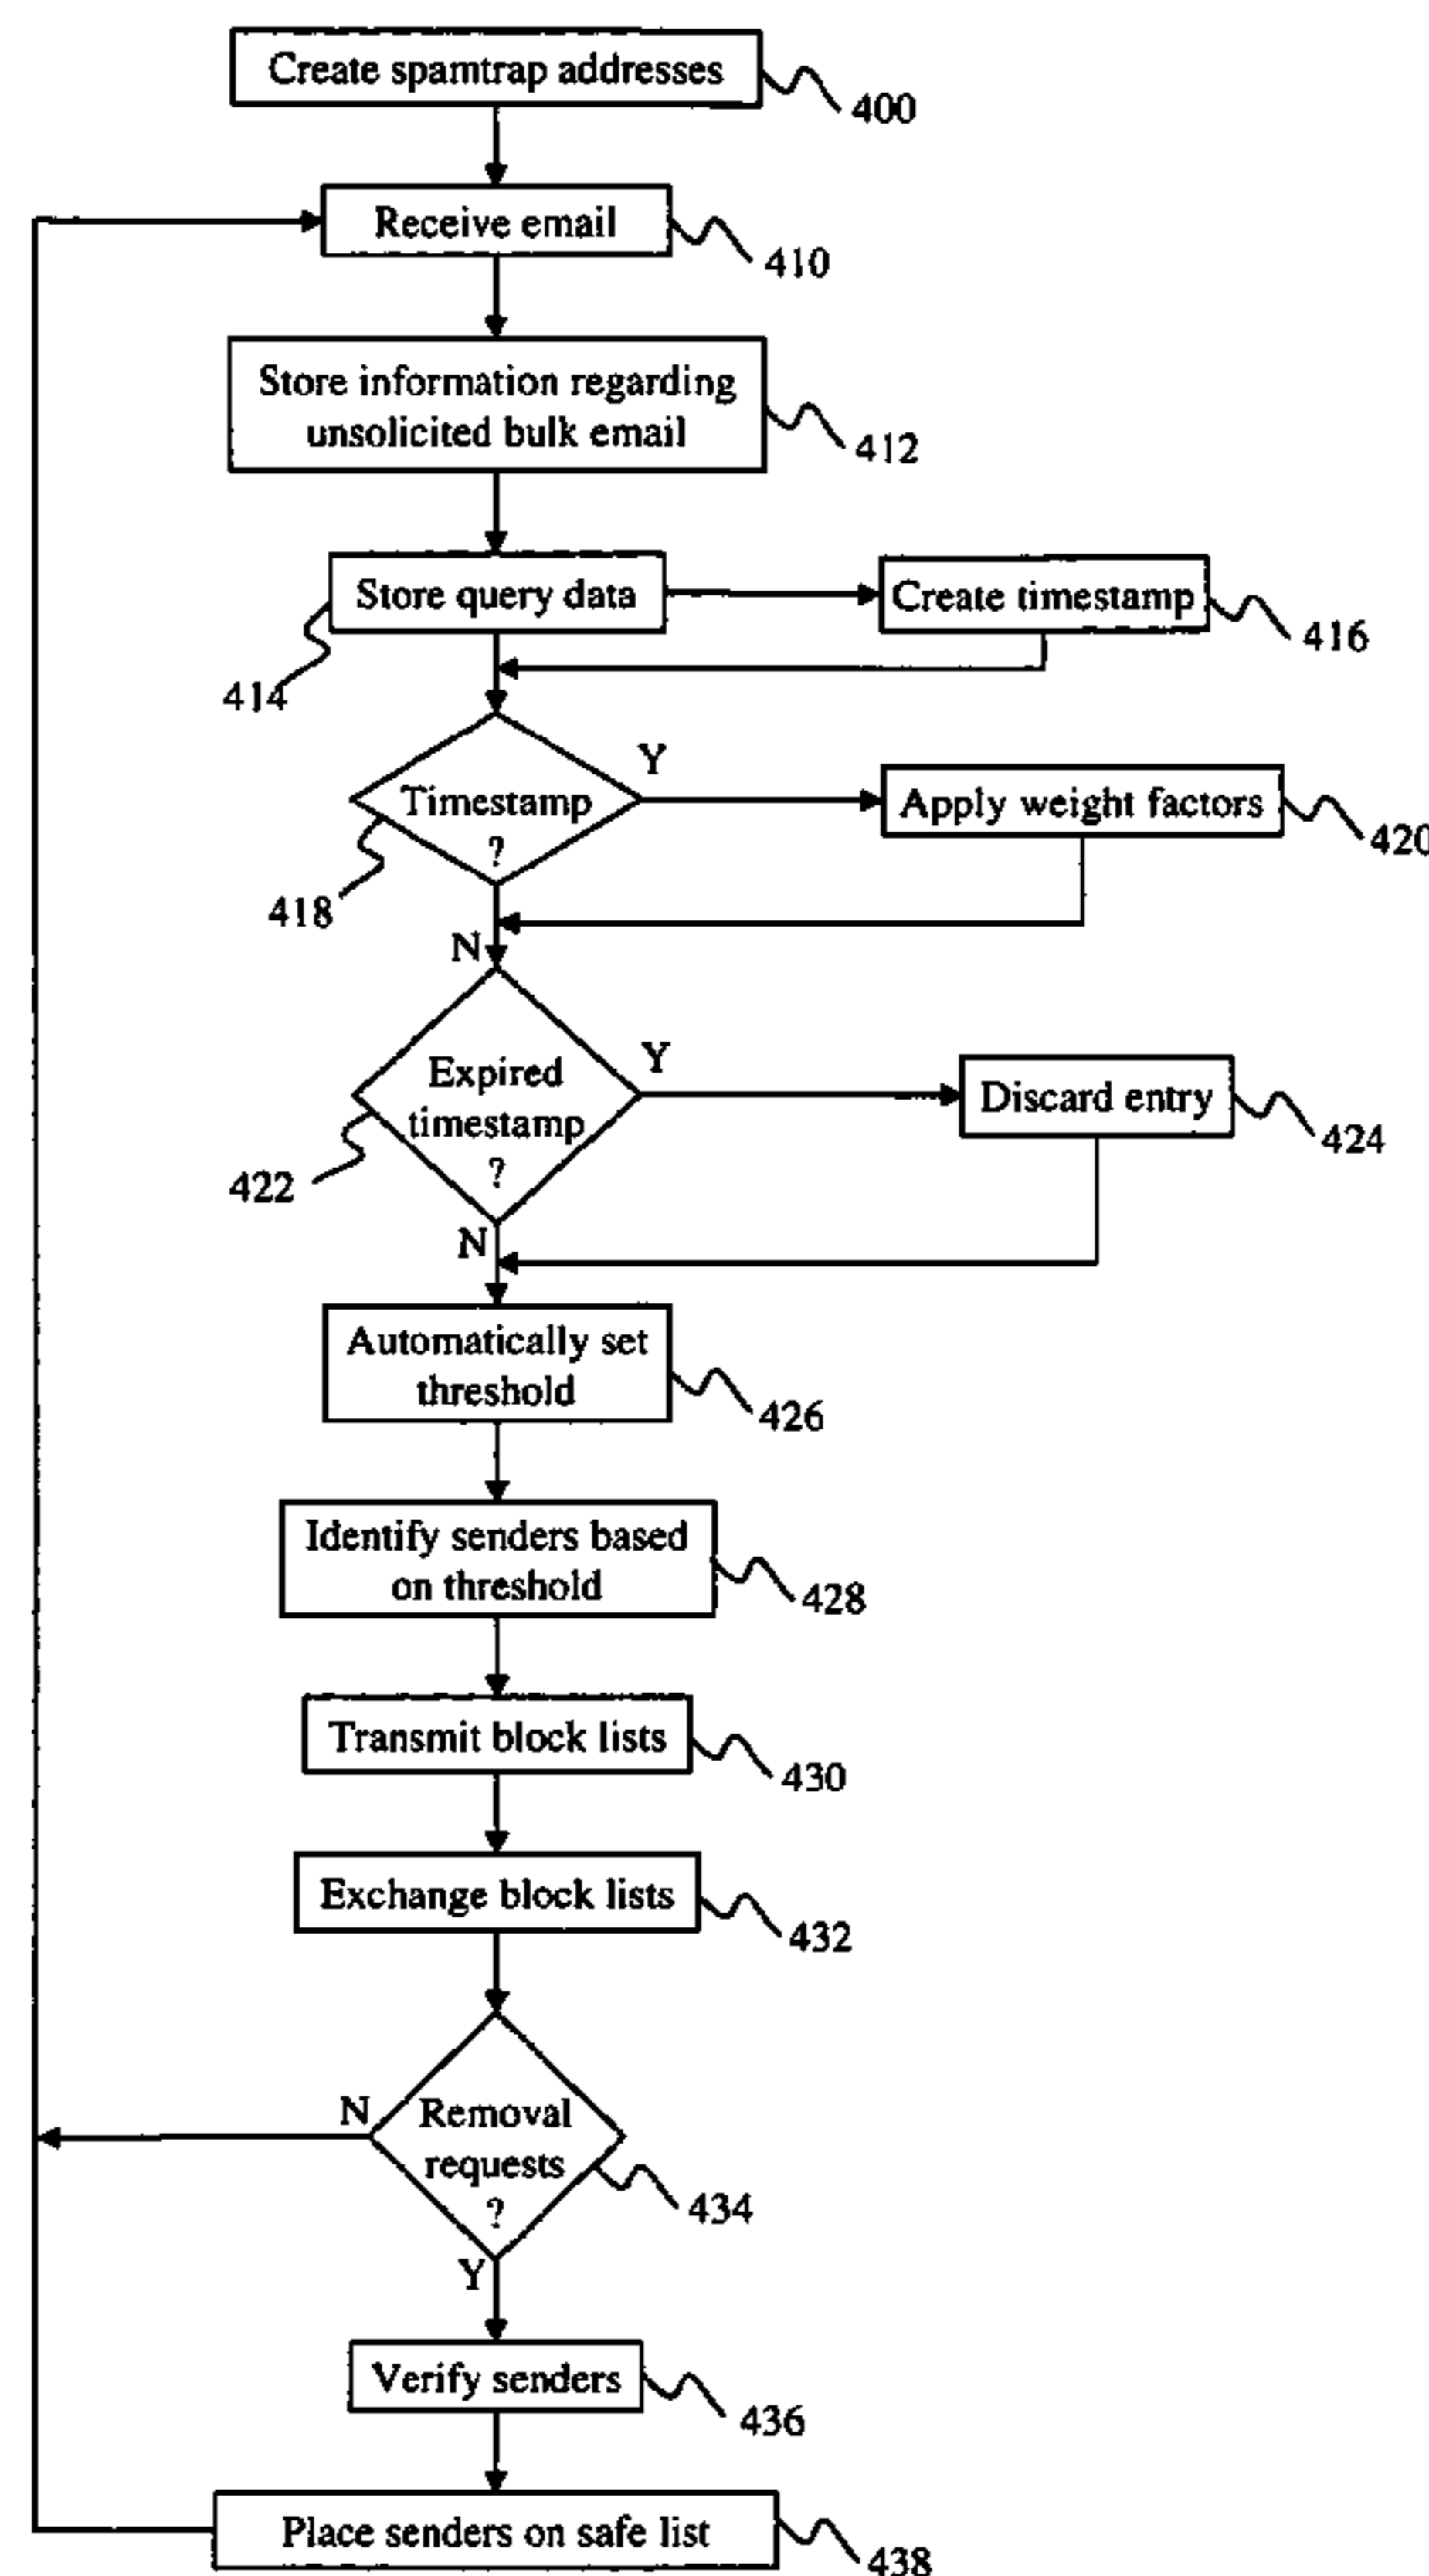 Create spamtrap addresses
400
Receive email
410
Store information regarding
unsolicited bulk email
412
Store query data
414
Create timestamp
416
Timestamp
?
418
Y
Apply weight factors
420
N
Expired
timestamp
?
422
Y
Discard entry
424
N
Automatically set
threshold
426
Identify senders based
on threshold
428
Transmit block lists
430
Exchange block lists
432
N
Removal
requests
?
434
Y
Verify senders
436
Place senders on safe list
438